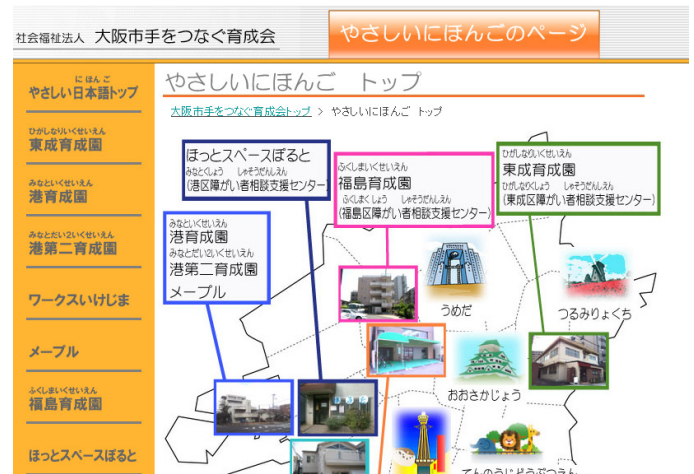 社会福祉法人 大阪市手をつなぐ育成会
やさしいにほんごのページ
にほんご
やさしい日本語トップ
ひがしなりいくせいえん
東成育成園
みなといくせいえん
港育成園
みなとだい2いくせいえん
港第二育成園
ワークスいけじま
メープル
ふくしまいくせいえん
福島育成園
ほっとスペースぽると
やさしいにほんご トップ
大阪市手をつなぐ育成会トップ > やさしいにほんご トップ
ほっとスペースぽると
みなとくしょう しゃそうだんしえん
(港区障がい者相談支援センター)
ふくしまいくせいえん
福島育成園
ふくしまくしょう しゃそうだんしえん
(福島区障がい者相談支援センター)
ひがしなりいくせいえん
東成育成園
ひがしなりくしょう しゃそうだんしえん
(東成区障がい者相談支援センター)
みなといくせいえん
港育成園
みなとだい2いくせいえん
港第二育成園
メープル
うめだ
つるみりょくち
おおさかじょう
てんのうじどうぶつえん